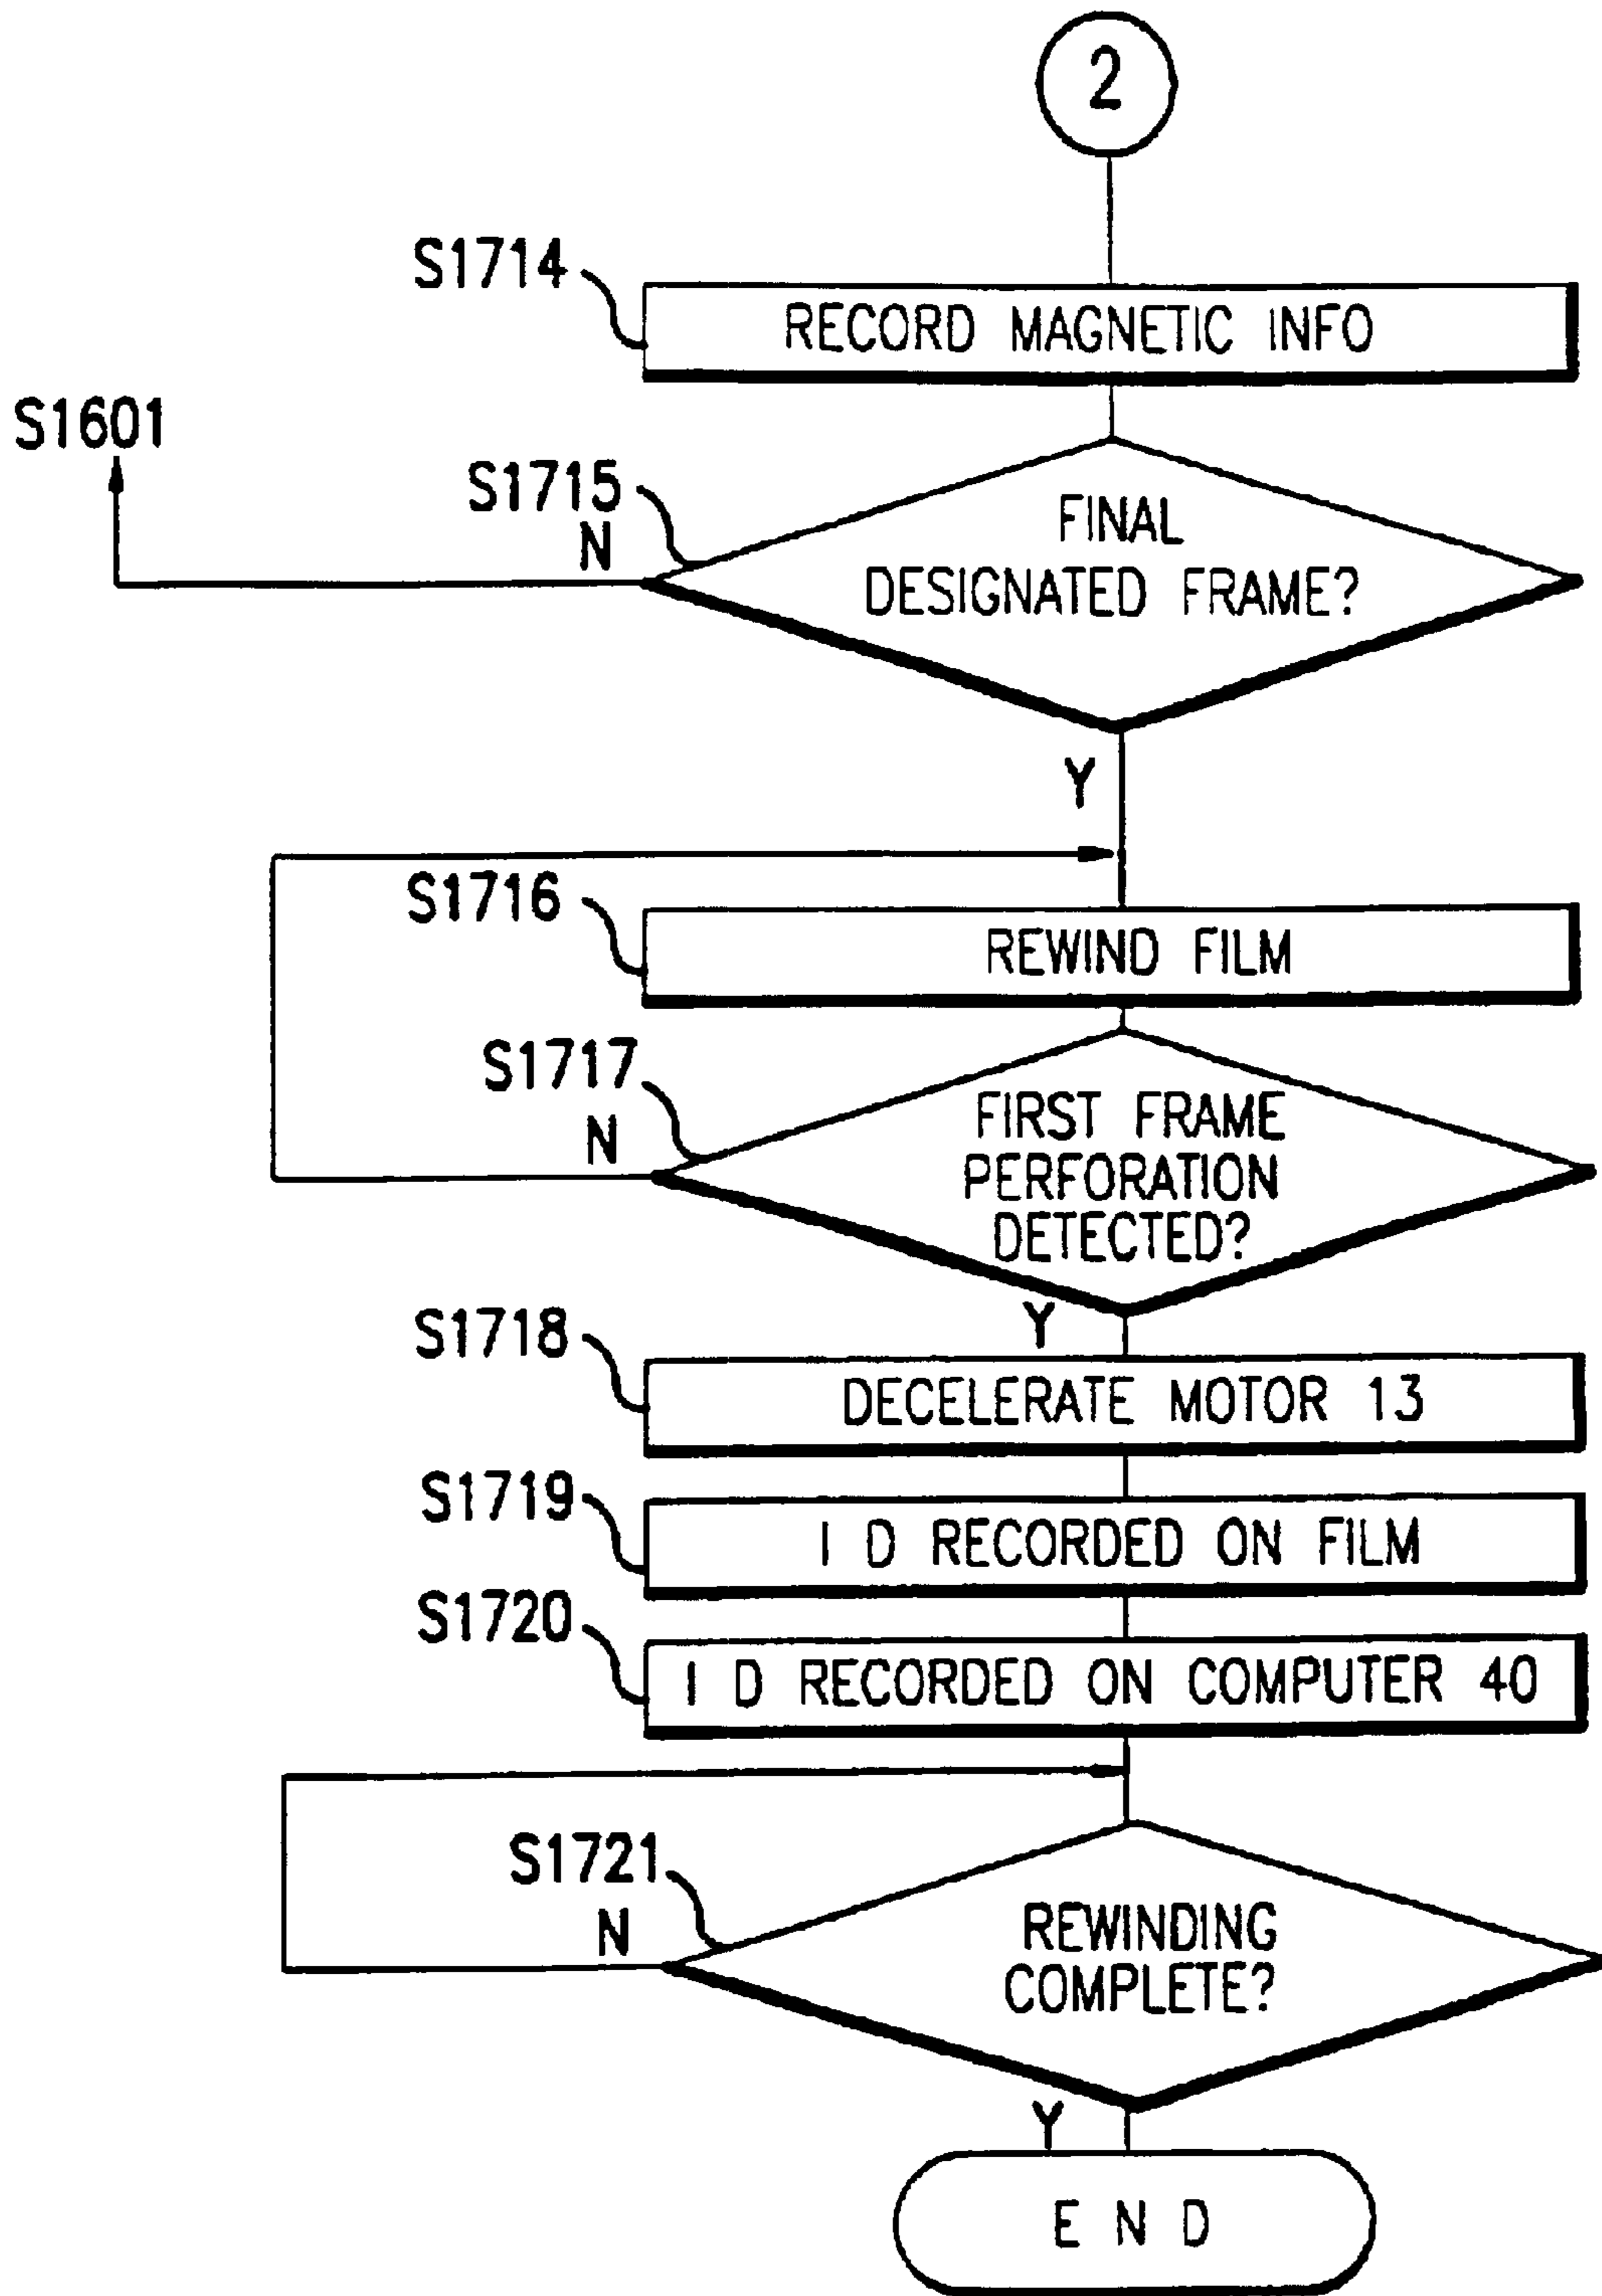 2
S1714
RECORD MAGNETIC INFO
S1601
S1715
N
FINAL
DESIGNATED FRAME?
Y
S1716
REWIND FILM
S1717
N
FIRST FRAME
PERFORATION
DETECTED?
Y
S1718
DECELERATE MOTOR 13
S1719
I D RECORDED ON FILM
S1720
I D RECORDED ON COMPUTER 40
S1721
N
REWINDING
COMPLETE?
Y
E N D